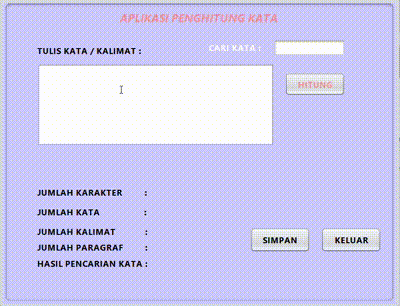 APLIKASI PENGHITUNG KATA
TULIS KATA / KALIMAT :
CARI KATA :
HITUNG
JUMLAH KARAKTER :
JUMLAH KATA :
JUMLAH KALIMAT :
JUMLAH PARAGRAF :
HASIL PENCARIAN KATA :
SIMPAN
KELUAR